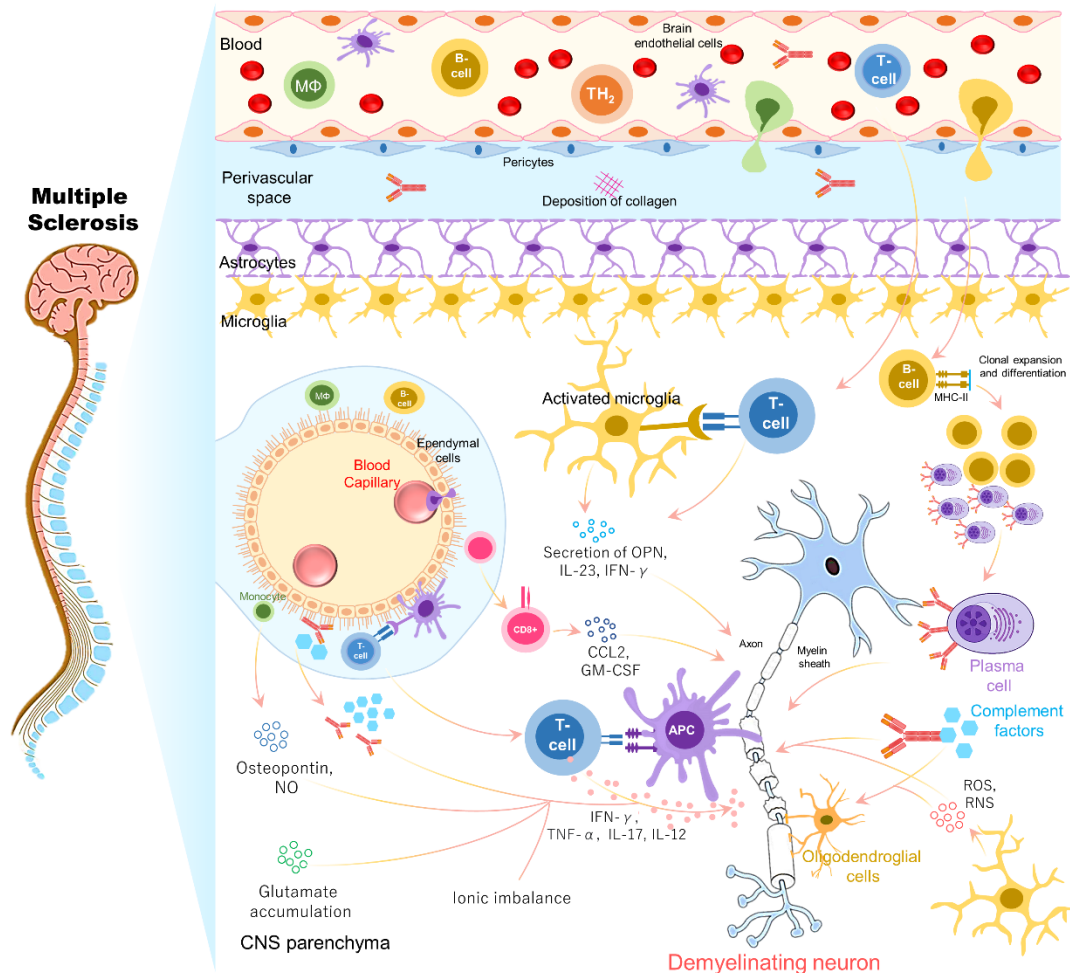 Multiple
Sclerosis
Blood
Brain
endothelial cells
B-
cell
T-
cell
MΦ
TH₂
Pericytes
Perivascular
space
Deposition of collagen
Astrocytes
Microglia
Activated microglia
T-
cell
B-
cell
MHC-II
Clonal expansion
and differentiation
MΦ
B-
cell
Ependymal
cells
Blood
Capillary
Monocyte
T-
cell
Secretion of OPN,
IL-23, IFN-γ
CD8+
CCL2,
GM-CSF
Axon
Myelin
sheath
Plasma
cell
T-
cell
APC
Complement
factors
Osteopontin,
NO
IFN-γ,
TNF-α, IL-17, IL-12
ROS,
RNS
Oligodendroglial
cells
Glutamate
accumulation
Ionic imbalance
CNS parenchyma
Demyelinating neuron